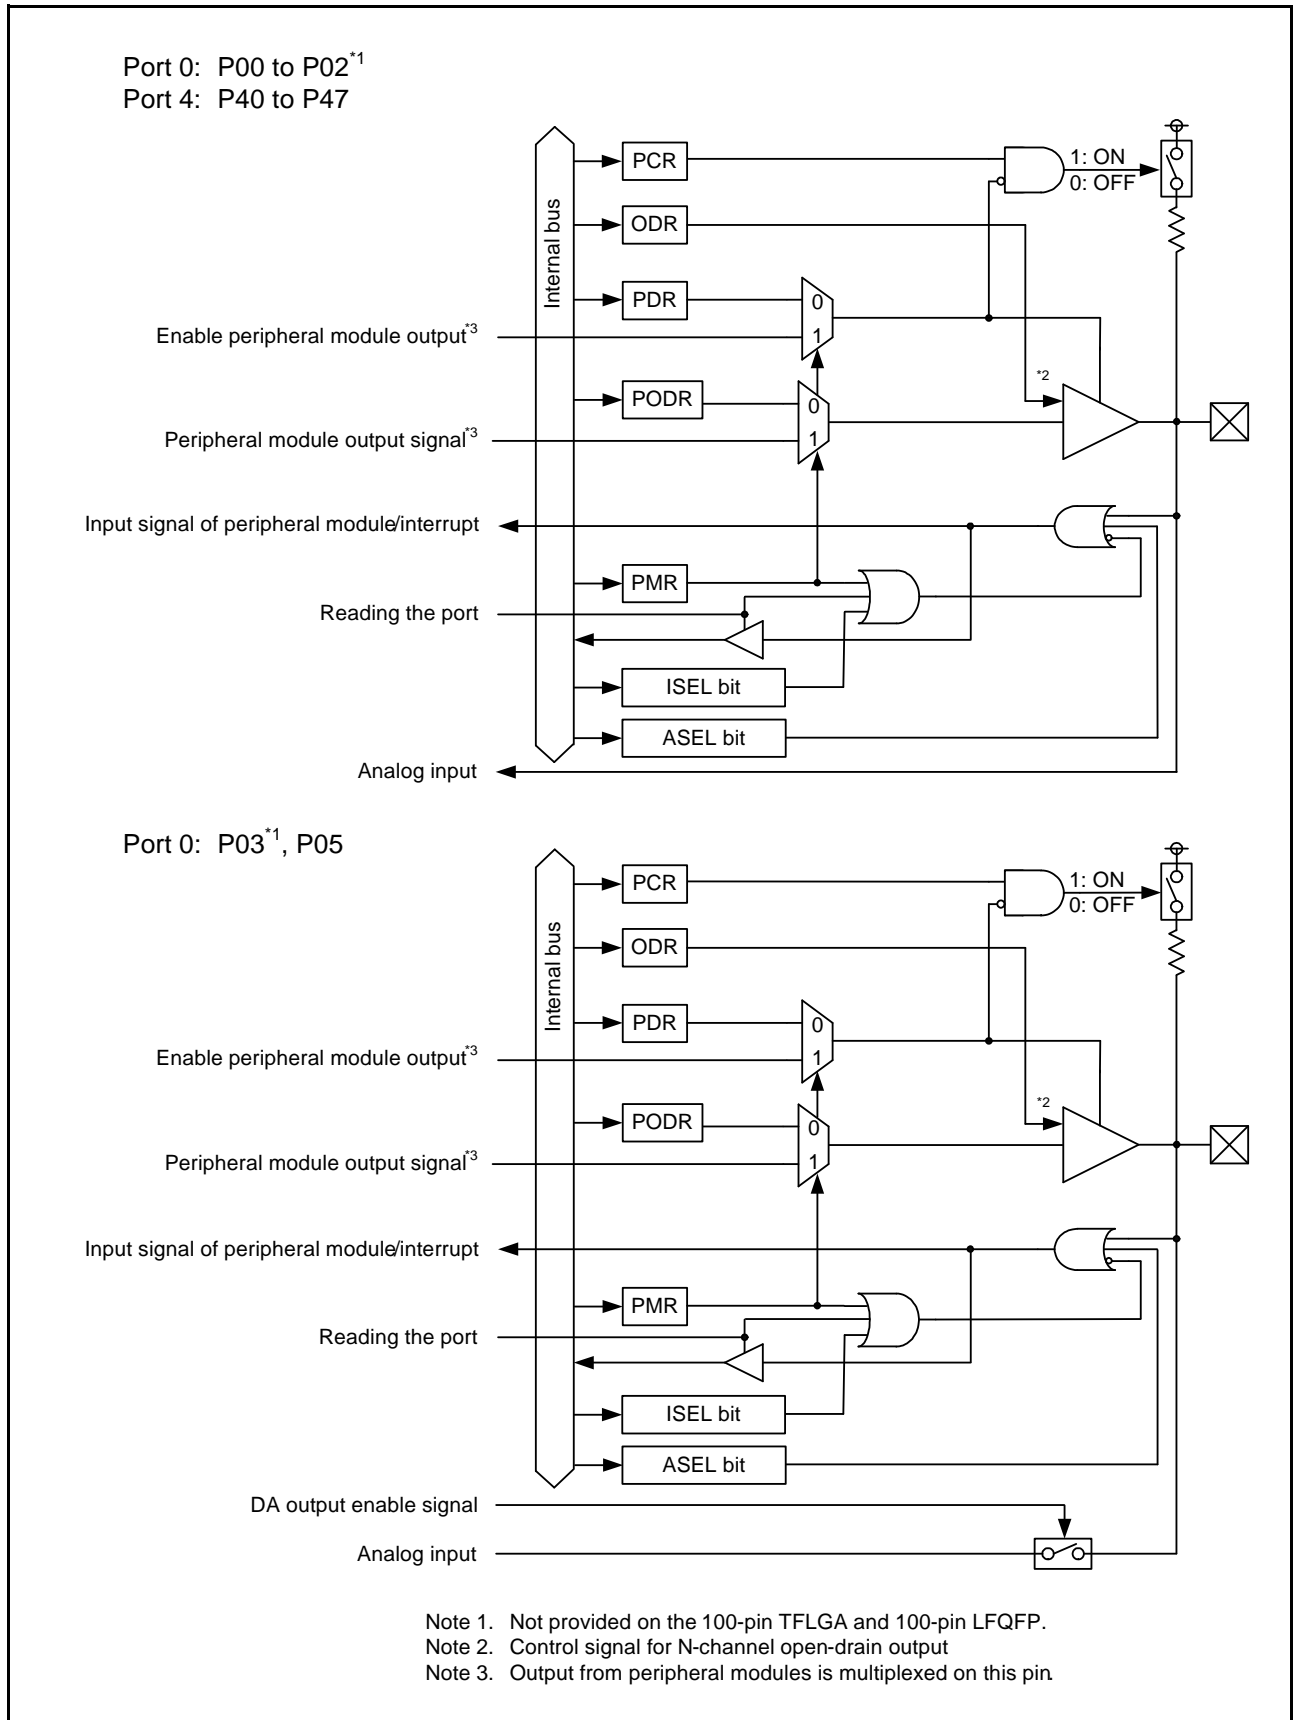 Port 0: P00 to P02*1
Port 4: P40 to P47
Internal bus
PCR
1: ON
0: OFF
ODR
PDR
0
1
Enable peripheral module output*3
*2
PODR
0
1
Peripheral module output signal*3
Input signal of peripheral module/interrupt
PMR
Reading the port
ISEL bit
ASEL bit
Analog input
Port 0: P03*1, P05
Internal bus
PCR
1: ON
0: OFF
ODR
PDR
0
1
Enable peripheral module output*3
*2
PODR
0
1
Peripheral module output signal*3
Input signal of peripheral module/interrupt
PMR
Reading the port
ISEL bit
ASEL bit
DA output enable signal
Analog input
Note 1. Not provided on the 100-pin TFLGA and 100-pin LFQFP.
Note 2. Control signal for N-channel open-drain output
Note 3. Output from peripheral modules is multiplexed on this pin.